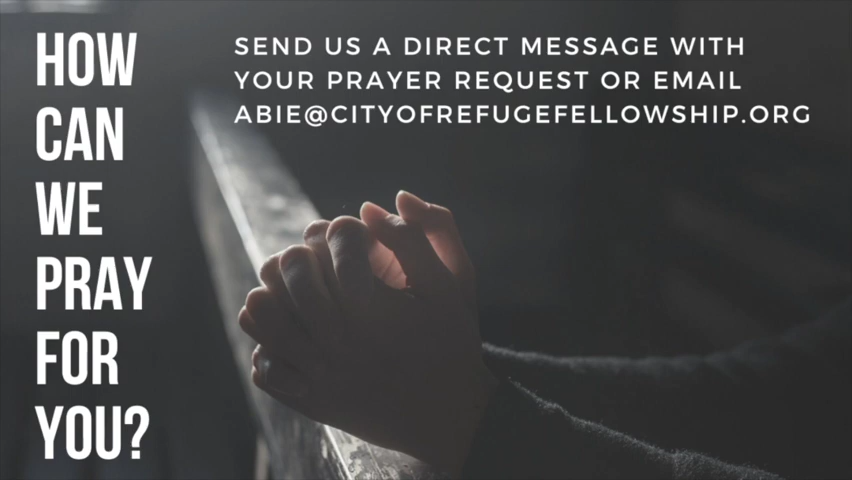 HOW
CAN
WE
PRAY
FOR
YOU?
SEND US A DIRECT MESSAGE WITH
YOUR PRAYER REQUEST OR EMAIL
ABIE@CITYOFREFUGEFELLOWSHIP.ORG